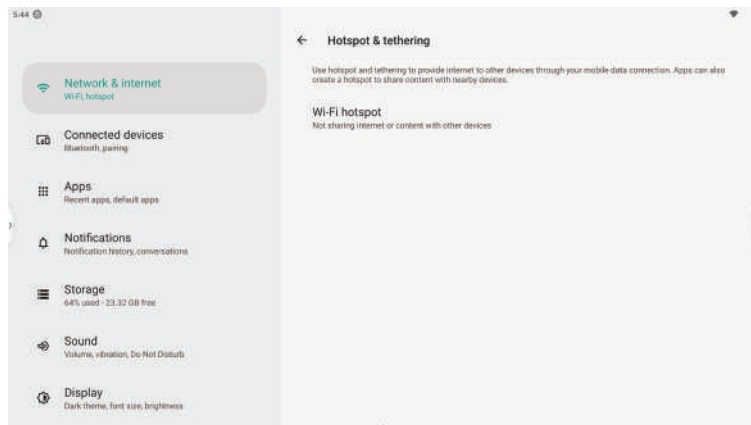 5:44
Hotspot & tethering
Use hotspot and tethering to provide internet to other devices through your mobile data connection. Apps can also
create a hotspot to share content with nearby devices.
Wi-Fi hotspot
Not sharing internet or content with other devices
Network & internet
Wi-Fi, hotspot
Connected devices
Bluetooth, pairing
Apps
Recent apps, default apps
Notifications
Notification history, conversations
Storage
64% used - 23.32 GB free
Sound
Volume, vibration, Do Not Disturb
Display
Dark theme, font size, brightness